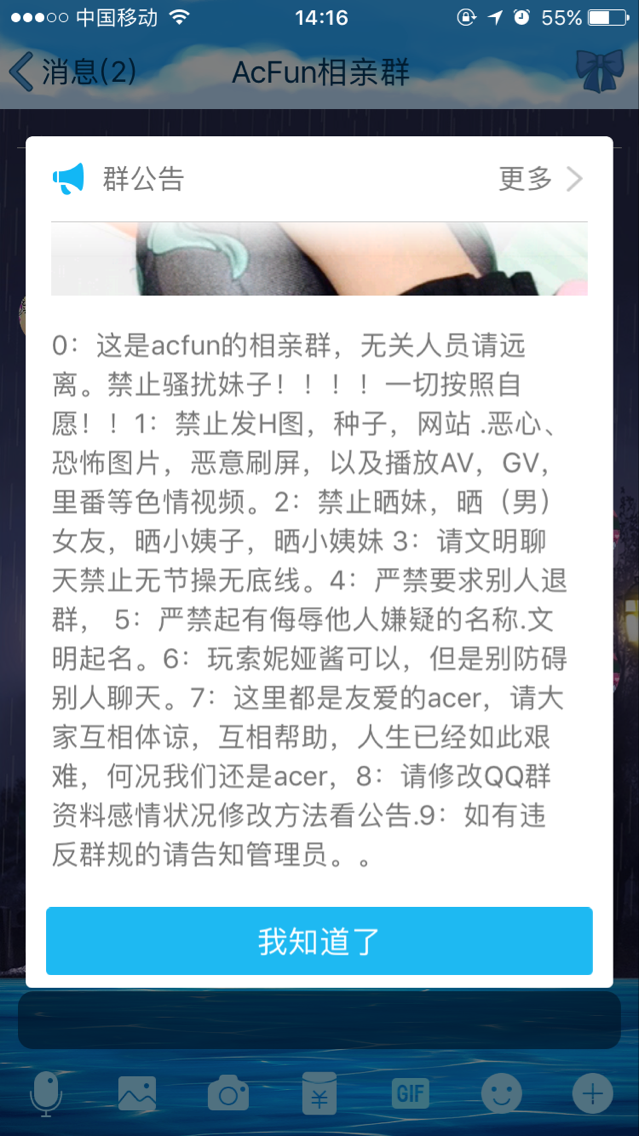 中国移动 14:16 55%
消息(2) AcFun相亲群
群公告 更多
0：这是acfun的相亲群，无关人员请远
离。禁止骚扰妹子！！！！一切按照自
愿！！1：禁止发H图，种子，网站 .恶心、
恐怖图片，恶意刷屏，以及播放AV，GV，
里番等色情视频。2：禁止晒妹，晒（男）
女友，晒小姨子，晒小姨妹 3：请文明聊
天禁止无节操无底线。4：严禁要求别人退
群， 5：严禁起有侮辱他人嫌疑的名称.文
明起名。6：玩索妮娅酱可以，但是别防碍
别人聊天。7：这里都是友爱的acer，请大
家互相体谅，互相帮助，人生已经如此艰
难，何况我们还是acer，8：请修改QQ群
资料感情状况修改方法看公告.9：如有违
反群规的请告知管理员。。
我知道了
¥ GIF